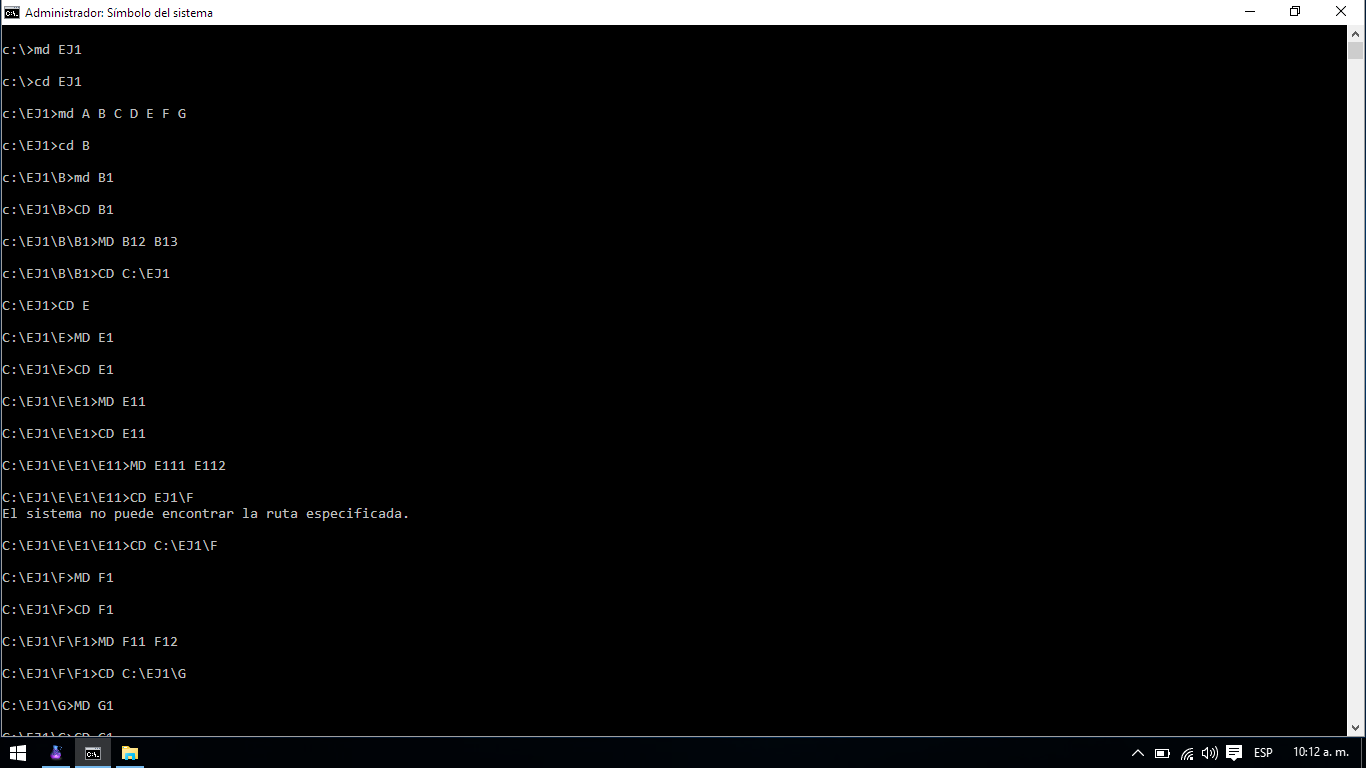 Administrador: Símbolo del sistema
c:\>md EJ1
c:\>cd EJ1
c:\EJ1>md A B C D E F G
c:\EJ1>cd B
c:\EJ1\B>md B1
c:\EJ1\B>CD B1
c:\EJ1\B\B1>MD B12 B13
c:\EJ1\B\B1>CD C:\EJ1
C:\EJ1>CD E
C:\EJ1\E>MD E1
C:\EJ1\E>CD E1
C:\EJ1\E\E1>MD E11
C:\EJ1\E\E1>CD E11
C:\EJ1\E\E1\E11>MD E111 E112
C:\EJ1\E\E1\E11>CD EJ1\F
El sistema no puede encontrar la ruta especificada.
C:\EJ1\E\E1\E11>CD C:\EJ1\F
C:\EJ1\F>MD F1
C:\EJ1\F>CD F1
C:\EJ1\F\F1>MD F11 F12
C:\EJ1\F\F1>CD C:\EJ1\G
C:\EJ1\G>MD G1
C:\EJ1\G>CD G1
ESP
10:12 a. m.